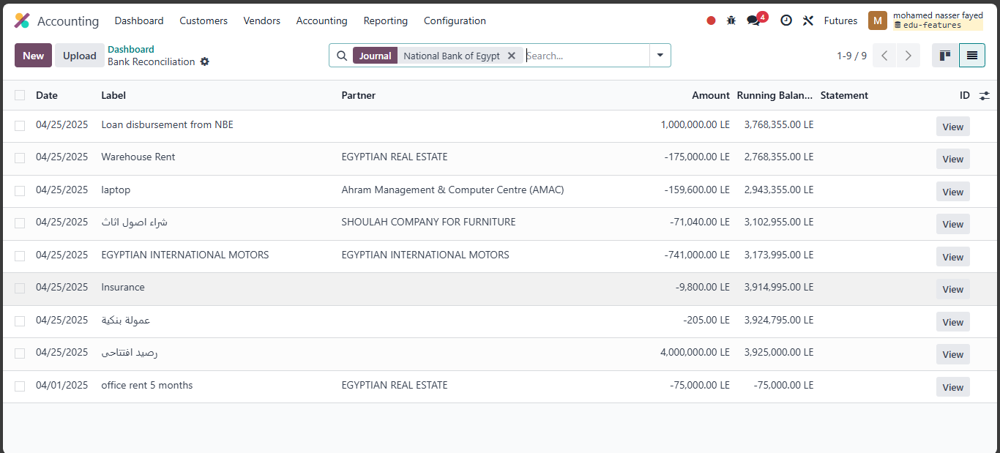 Accounting Dashboard Customers Vendors Accounting Reporting Configuration 4 Futures M mohamed nasser fayed
edu-features
New Upload Dashboard
Bank Reconciliation
Journal National Bank of Egypt Search... 1-9 / 9
Date Label Partner Amount Running Balan... Statement ID
04/25/2025 Loan disbursement from NBE 1,000,000.00 LE 3,768,355.00 LE View
04/25/2025 Warehouse Rent EGYPTIAN REAL ESTATE -175,000.00 LE 2,768,355.00 LE View
04/25/2025 laptop Ahram Management & Computer Centre (AMAC) -159,600.00 LE 2,943,355.00 LE View
04/25/2025 شراء اصول اثاث SHOULAH COMPANY FOR FURNITURE -71,040.00 LE 3,102,955.00 LE View
04/25/2025 EGYPTIAN INTERNATIONAL MOTORS EGYPTIAN INTERNATIONAL MOTORS -741,000.00 LE 3,173,995.00 LE View
04/25/2025 Insurance -9,800.00 LE 3,914,995.00 LE View
04/25/2025 عمولة بنكية -205.00 LE 3,924,795.00 LE View
04/25/2025 رصيد افتتاحى 4,000,000.00 LE 3,925,000.00 LE View
04/01/2025 office rent 5 months EGYPTIAN REAL ESTATE -75,000.00 LE -75,000.00 LE View